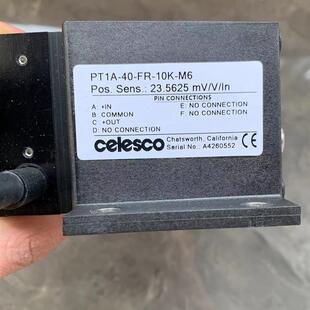 PT1A-40-FR-10K-M6
Pos. Sens.: 23.5625 mV/V/In
PIN CONNECTIONS
A: +IN E: NO CONNECTION
B: COMMON F: NO CONNECTION
C: +OUT
D: NO CONNECTION
celesco Chatsworth, California
Serial No.: A4260552 CE